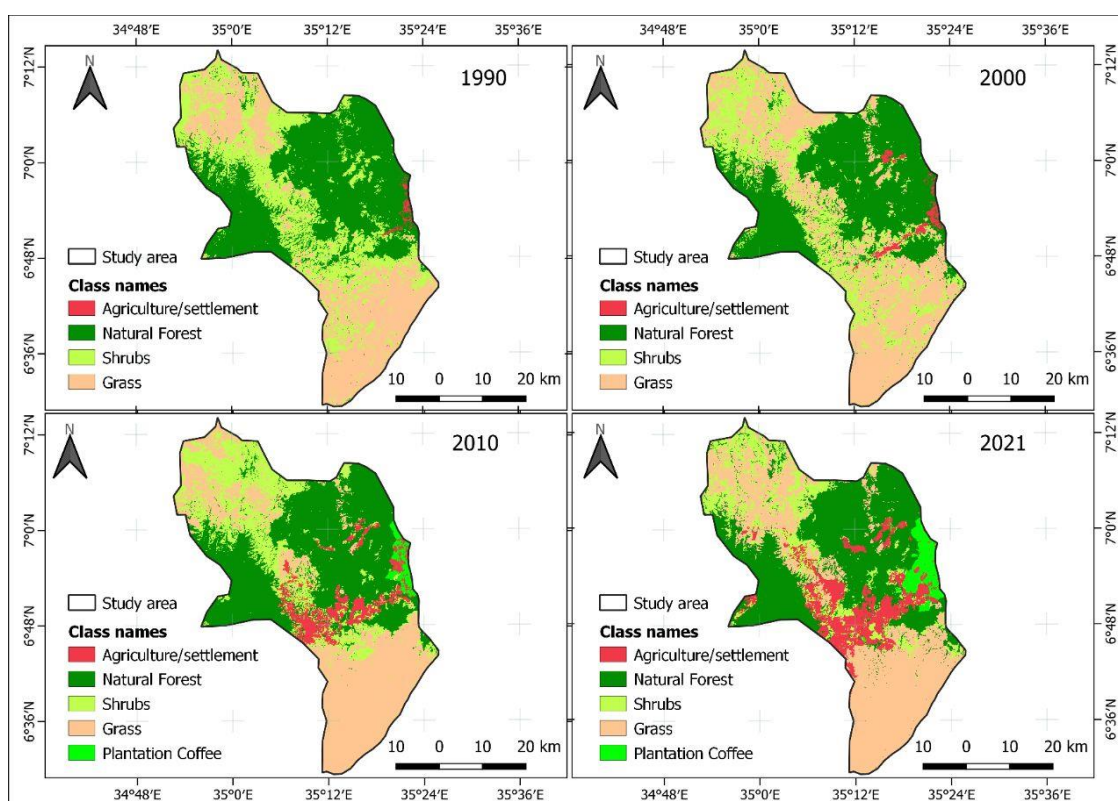 34°48′E 35°0′E 35°12′E 35°24′E 35°36′E 34°48′E 35°0′E 35°12′E 35°24′E 35°36′E
N
1990
7°12′N
7°0′N
6°48′N
6°36′N
Study area
Class names
Agriculture/settlement
Natural Forest
Shrubs
Grass
10 0 10 20 km
N
2000
7°12′N
7°0′N
6°48′N
6°36′N
Study area
Class names
Agriculture/settlement
Natural Forest
Shrubs
Grass
10 0 10 20 km
N
2010
7°12′N
7°0′N
6°48′N
6°36′N
Study area
Class names
Agriculture/settlement
Natural Forest
Shrubs
Grass
Plantation Coffee
10 0 10 20 km
N
2021
7°12′N
7°0′N
6°48′N
6°36′N
Study area
Class names
Agriculture/settlement
Natural Forest
Shrubs
Grass
Plantation Coffee
10 0 10 20 km
34°48′E 35°0′E 35°12′E 35°24′E 35°36′E 34°48′E 35°0′E 35°12′E 35°24′E 35°36′E